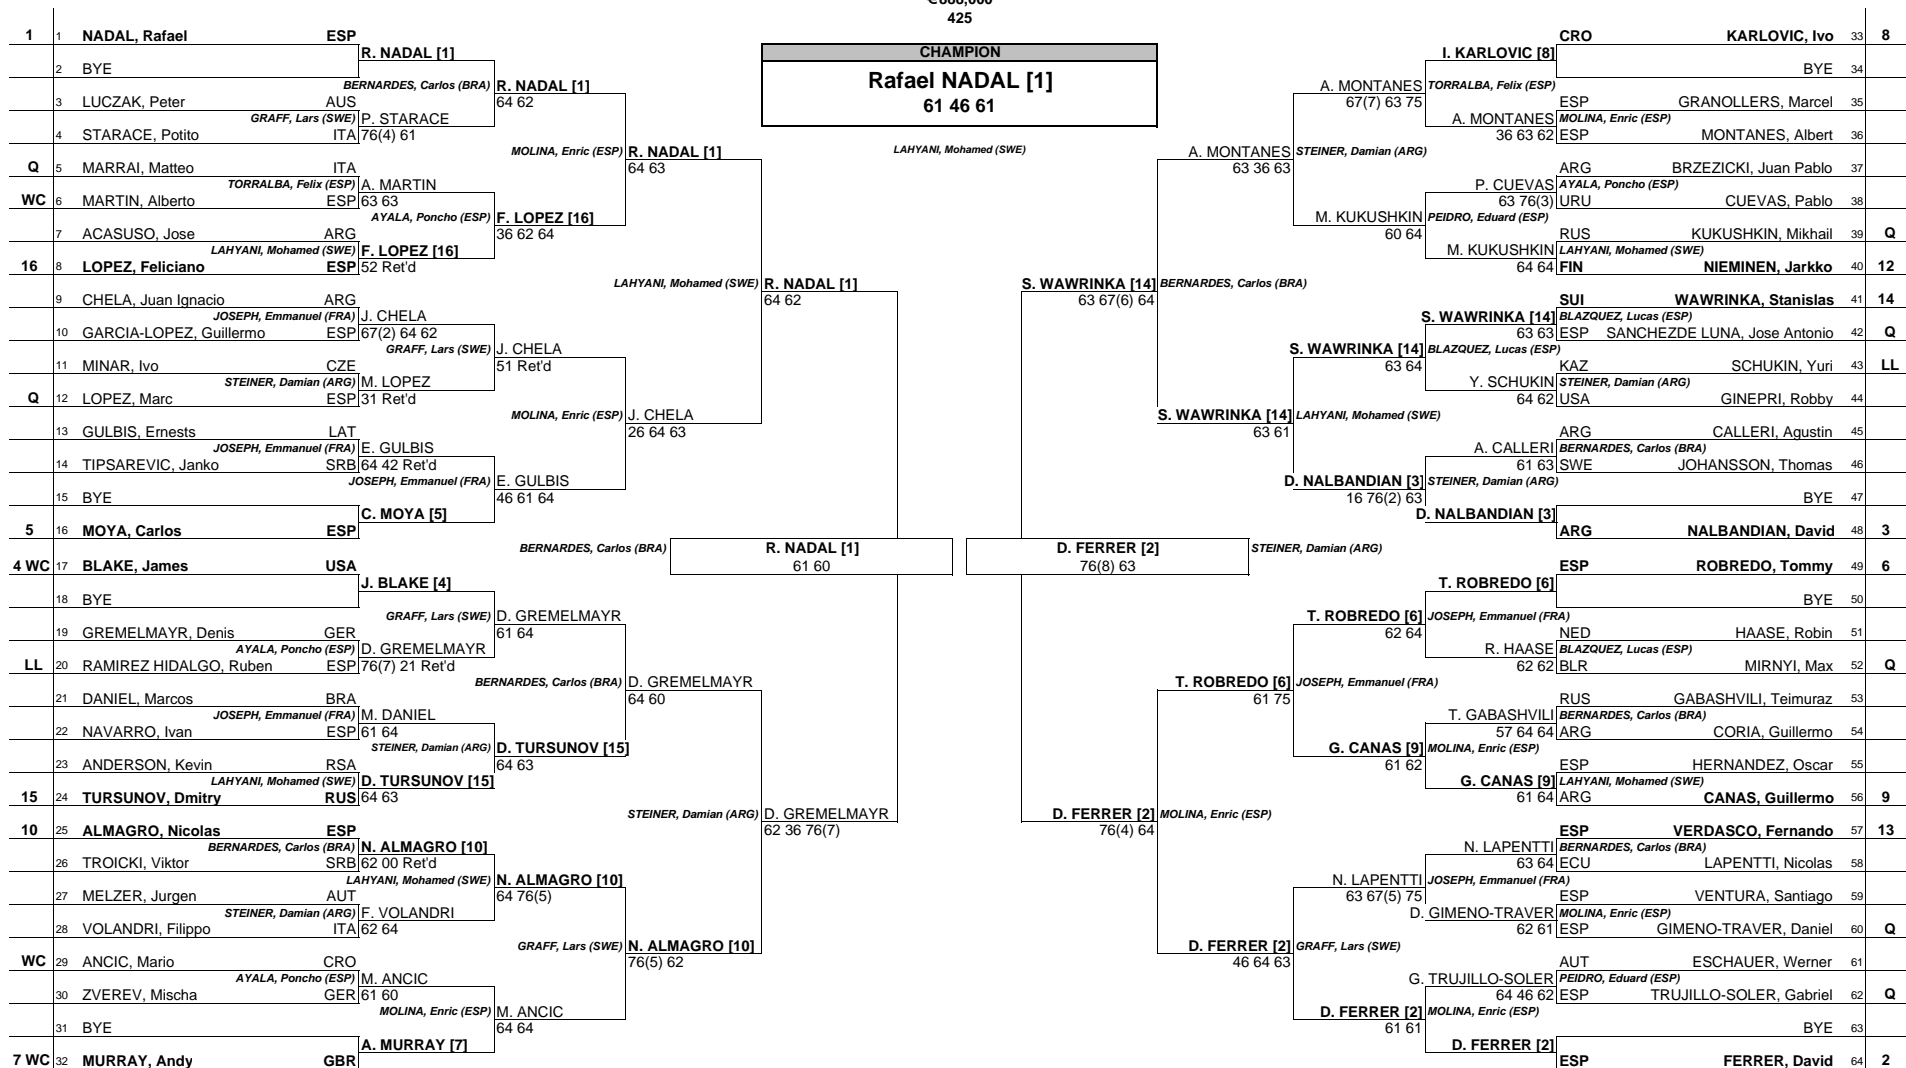 425
CHAMPION
Rafael NADAL [1]
61 46 61
LAHYANI, Mohamed (SWE)
1 1 NADAL, Rafael ESP
R. NADAL [1]
2 BYE
BERNARDES, Carlos (BRA) R. NADAL [1]
64 62
3 LUCZAK, Peter AUS
GRAFF, Lars (SWE) P. STARACE
4 STARACE, Potito ITA 76(4) 61
MOLINA, Enric (ESP) R. NADAL [1]
64 63
Q 5 MARRAI, Matteo ITA
TORRALBA, Felix (ESP) A. MARTIN
WC 6 MARTIN, Alberto ESP 63 63
AYALA, Poncho (ESP) F. LOPEZ [16]
36 62 64
7 ACASUSO, Jose ARG
LAHYANI, Mohamed (SWE) F. LOPEZ [16]
16 8 LOPEZ, Feliciano ESP 52 Ret'd
LAHYANI, Mohamed (SWE) R. NADAL [1]
64 62
9 CHELA, Juan Ignacio ARG
JOSEPH, Emmanuel (FRA) J. CHELA
10 GARCIA-LOPEZ, Guillermo ESP 67(2) 64 62
GRAFF, Lars (SWE) J. CHELA
51 Ret'd
11 MINAR, Ivo CZE
STEINER, Damian (ARG) M. LOPEZ
Q 12 LOPEZ, Marc ESP 31 Ret'd
MOLINA, Enric (ESP) J. CHELA
26 64 63
13 GULBIS, Ernests LAT
JOSEPH, Emmanuel (FRA) E. GULBIS
14 TIPSAREVIC, Janko SRB 64 42 Ret'd
JOSEPH, Emmanuel (FRA) E. GULBIS
46 61 64
15 BYE
C. MOYA [5]
5 16 MOYA, Carlos ESP
BERNARDES, Carlos (BRA) R. NADAL [1]
61 60
4 WC 17 BLAKE, James USA
J. BLAKE [4]
18 BYE
GRAFF, Lars (SWE) D. GREMELMAYR
61 64
19 GREMELMAYR, Denis GER
AYALA, Poncho (ESP) D. GREMELMAYR
LL 20 RAMIREZ HIDALGO, Ruben ESP 76(7) 21 Ret'd
BERNARDES, Carlos (BRA) D. GREMELMAYR
64 60
21 DANIEL, Marcos BRA
JOSEPH, Emmanuel (FRA) M. DANIEL
22 NAVARRO, Ivan ESP 61 64
STEINER, Damian (ARG) D. TURSUNOV [15]
64 63
23 ANDERSON, Kevin RSA
LAHYANI, Mohamed (SWE) D. TURSUNOV [15]
15 24 TURSUNOV, Dmitry RUS 64 63
STEINER, Damian (ARG) D. GREMELMAYR
62 36 76(7)
10 25 ALMAGRO, Nicolas ESP
BERNARDES, Carlos (BRA) N. ALMAGRO [10]
26 TROICKI, Viktor SRB 62 00 Ret'd
LAHYANI, Mohamed (SWE) N. ALMAGRO [10]
64 76(5)
27 MELZER, Jurgen AUT
STEINER, Damian (ARG) F. VOLANDRI
28 VOLANDRI, Filippo ITA 62 64
GRAFF, Lars (SWE) N. ALMAGRO [10]
76(5) 62
WC 29 ANCIC, Mario CRO
AYALA, Poncho (ESP) M. ANCIC
30 ZVEREV, Mischa GER 61 60
MOLINA, Enric (ESP) M. ANCIC
64 64
31 BYE
A. MURRAY [7]
7 WC 32 MURRAY, Andy GBR
CRO KARLOVIC, Ivo 33 8
I. KARLOVIC [8]
BYE 34
A. MONTANES TORRALBA, Felix (ESP)
67(7) 63 75
ESP GRANOLLERS, Marcel 35
A. MONTANES MOLINA, Enric (ESP)
36 63 62 ESP MONTANES, Albert 36
A. MONTANES STEINER, Damian (ARG)
63 36 63
ARG BRZEZICKI, Juan Pablo 37
P. CUEVAS AYALA, Poncho (ESP)
63 76(3) URU CUEVAS, Pablo 38
M. KUKUSHKIN PEIDRO, Eduard (ESP)
60 64
RUS KUKUSHKIN, Mikhail 39 Q
M. KUKUSHKIN LAHYANI, Mohamed (SWE)
64 64 FIN NIEMINEN, Jarkko 40 12
S. WAWRINKA [14] BERNARDES, Carlos (BRA)
63 67(6) 64
SUI WAWRINKA, Stanislas 41 14
S. WAWRINKA [14] BLAZQUEZ, Lucas (ESP)
63 63 ESP SANCHEZDE LUNA, Jose Antonio 42 Q
S. WAWRINKA [14] BLAZQUEZ, Lucas (ESP)
63 64
KAZ SCHUKIN, Yuri 43 LL
Y. SCHUKIN STEINER, Damian (ARG)
64 62 USA GINEPRI, Robby 44
S. WAWRINKA [14] LAHYANI, Mohamed (SWE)
63 61
ARG CALLERI, Agustin 45
A. CALLERI BERNARDES, Carlos (BRA)
61 63 SWE JOHANSSON, Thomas 46
D. NALBANDIAN [3] STEINER, Damian (ARG)
16 76(2) 63
BYE 47
D. NALBANDIAN [3]
ARG NALBANDIAN, David 48 3
D. FERRER [2] STEINER, Damian (ARG)
76(8) 63
ESP ROBREDO, Tommy 49 6
T. ROBREDO [6]
BYE 50
T. ROBREDO [6] JOSEPH, Emmanuel (FRA)
62 64
NED HAASE, Robin 51
R. HAASE BLAZQUEZ, Lucas (ESP)
62 62 BLR MIRNYI, Max 52 Q
T. ROBREDO [6] JOSEPH, Emmanuel (FRA)
61 75
RUS GABASHVILI, Teimuraz 53
T. GABASHVILI BERNARDES, Carlos (BRA)
57 64 64 ARG CORIA, Guillermo 54
G. CANAS [9] MOLINA, Enric (ESP)
61 62
ESP HERNANDEZ, Oscar 55
G. CANAS [9] LAHYANI, Mohamed (SWE)
61 64 ARG CANAS, Guillermo 56 9
D. FERRER [2] MOLINA, Enric (ESP)
76(4) 64
ESP VERDASCO, Fernando 57 13
N. LAPENTTI BERNARDES, Carlos (BRA)
63 64 ECU LAPENTTI, Nicolas 58
N. LAPENTTI JOSEPH, Emmanuel (FRA)
63 67(5) 75
ESP VENTURA, Santiago 59
D. GIMENO-TRAVER MOLINA, Enric (ESP)
62 61 ESP GIMENO-TRAVER, Daniel 60 Q
D. FERRER [2] GRAFF, Lars (SWE)
46 64 63
AUT ESCHAUER, Werner 61
G. TRUJILLO-SOLER PEIDRO, Eduard (ESP)
64 46 62 ESP TRUJILLO-SOLER, Gabriel 62 Q
D. FERRER [2] MOLINA, Enric (ESP)
61 61
BYE 63
D. FERRER [2]
ESP FERRER, David 64 2